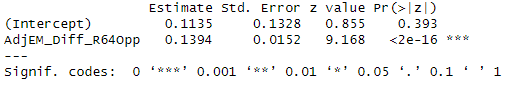 Estimate Std. Error z value Pr(>|z|)
(Intercept) 0.1135 0.1328 0.855 0.393
AdjEM_Diff_R64Opp 0.1394 0.0152 9.168 <2e-16 ***
---
Signif. codes: 0 ‘***’ 0.001 ‘**’ 0.01 ‘*’ 0.05 ‘.’ 0.1 ‘ ’ 1